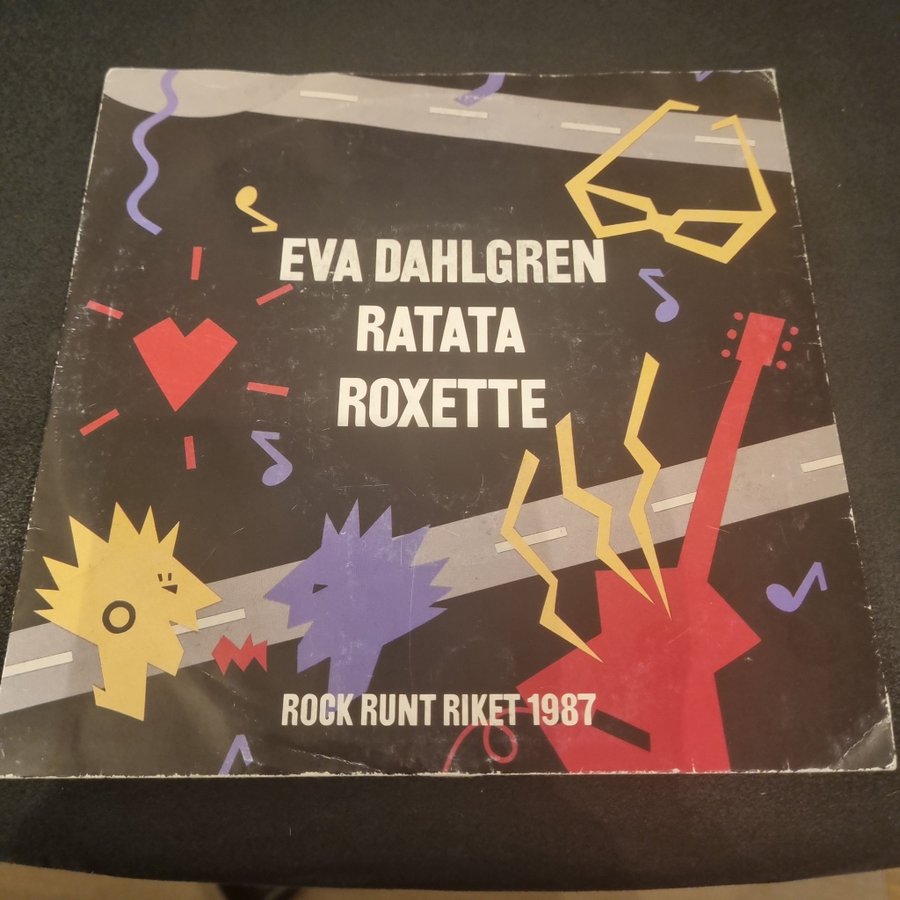 EVA DAHLGREN
RATATA
ROXETTE
ROCK RUNT RIKET 1987